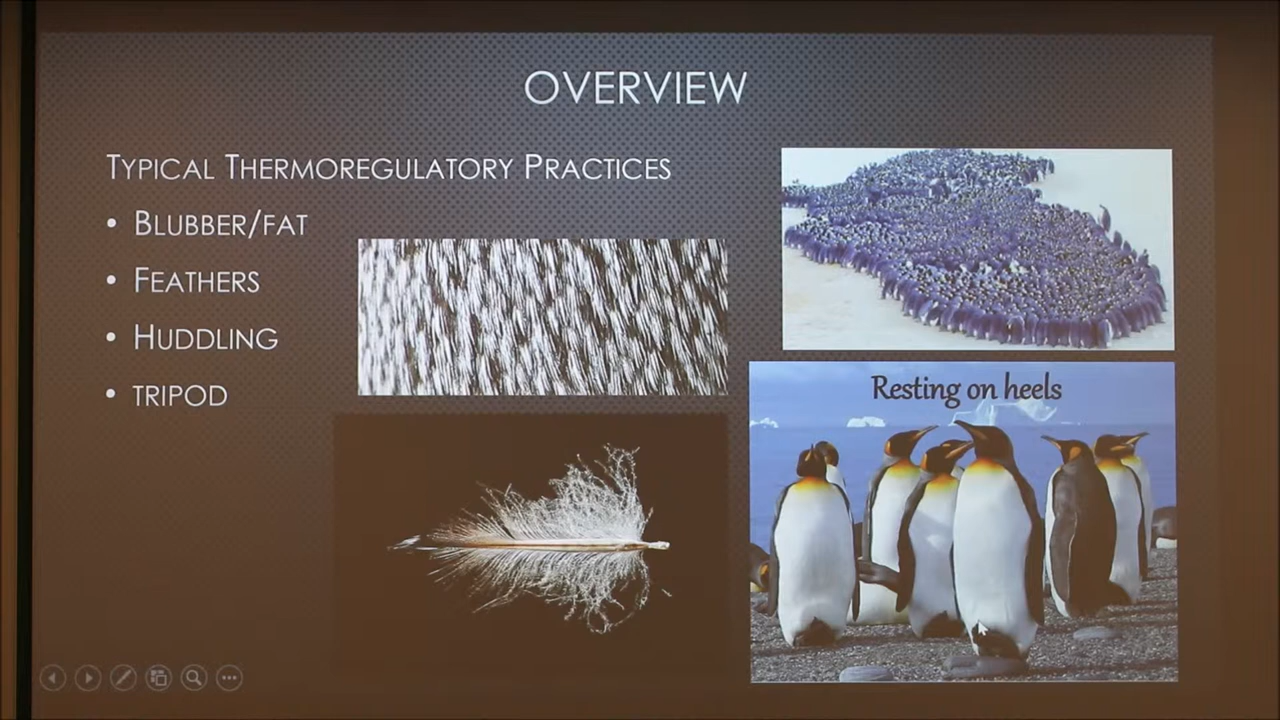 OVERVIEW
TYPICAL THERMOREGULATORY PRACTICES
• BLUBBER/FAT
• FEATHERS
• HUDDLING
• TRIPOD
Resting on heels